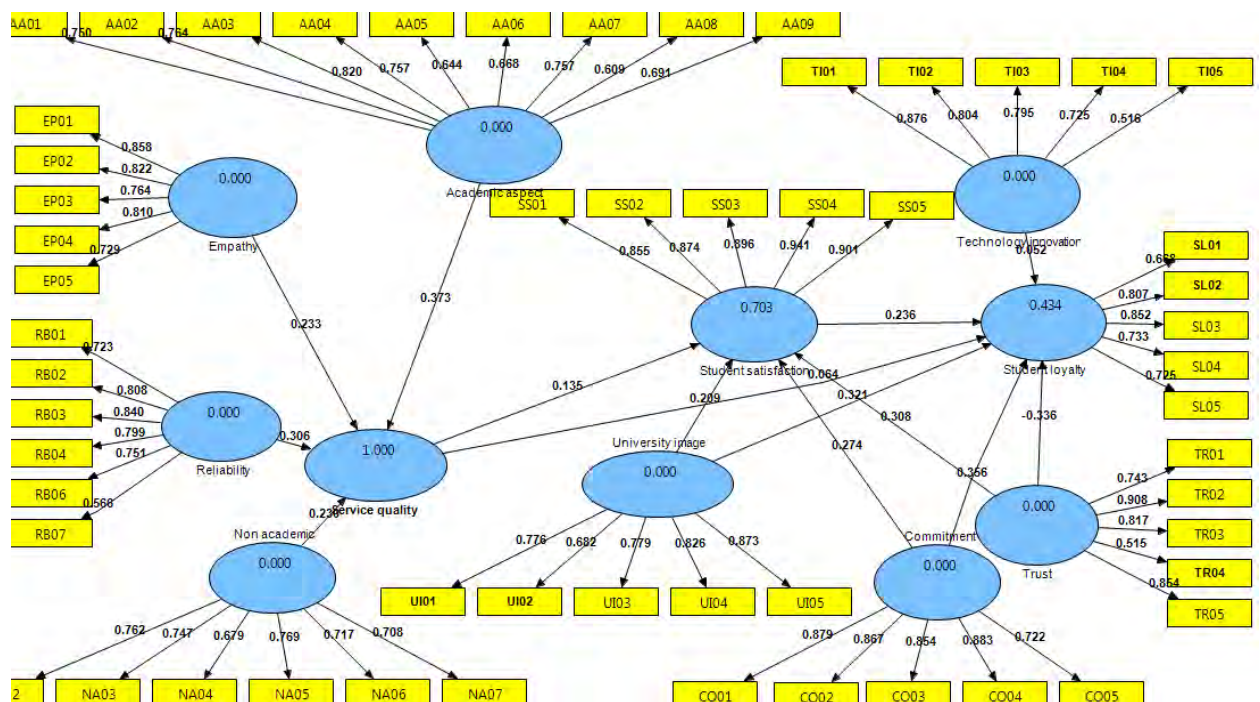 AA01 AA02 AA03 AA04 AA05 AA06 AA07 AA08 AA09
0.750 0.764 0.820 0.757 0.644 0.668 0.757 0.609 0.691
0.000
Academic aspect
TI01 TI02 TI03 TI04 TI05
0.876 0.804 0.795 0.725 0.516
0.000
Technology innovation
EP01
EP02
EP03
EP04
EP05
0.858
0.822
0.764
0.810
0.729
0.000
Empathy
SS01 SS02 SS03 SS04 SS05
0.855 0.874 0.896 0.941 0.901
0.703
Student satisfaction
0.052
0.434
Student loyalty
SL01
SL02
SL03
SL04
SL05
0.668
0.807
0.852
0.733
0.725
0.373
0.233
0.236
0.135
0.064
0.209
0.321
0.308
-0.336
0.274
0.356
RB01
RB02
RB03
RB04
RB06
RB07
0.723
0.808
0.840
0.799
0.751
0.566
0.000
Reliability
0.306
1.000
Service quality
University image
0.000
0.776 0.682 0.779 0.826 0.873
UI01 UI02 UI03 UI04 UI05
TR01
TR02
TR03
TR04
TR05
0.743
0.908
0.817
0.515
0.854
0.000
Trust
Non academic
0.000
0.762 0.747 0.679 0.769 0.717 0.708
2 NA03 NA04 NA05 NA06 NA07
Commitment
0.000
0.879 0.867 0.854 0.883 0.722
CO01 CO02 CO03 CO04 CO05